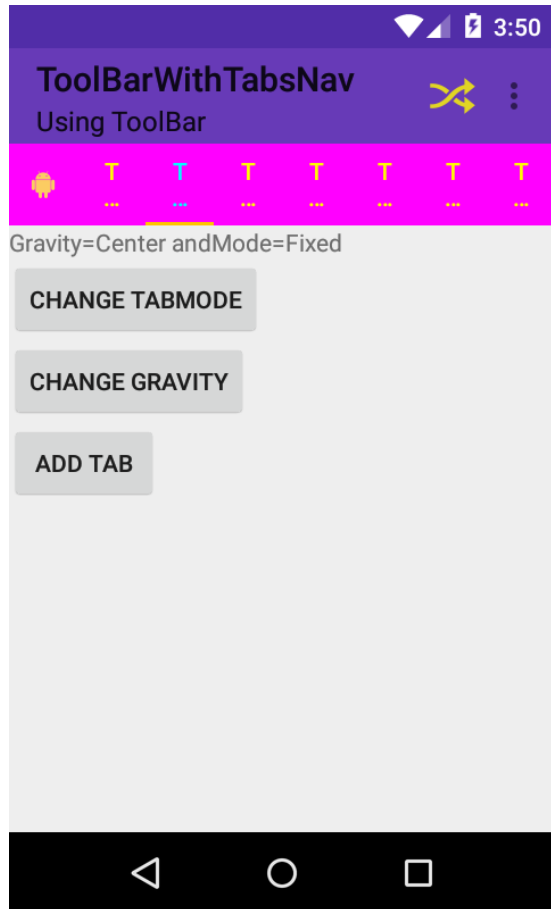 3:50
ToolBarWithTabsNav
Using ToolBar
T T T T T T T
... ... ... ... ... ... ...
Gravity=Center andMode=Fixed
CHANGE TABMODE
CHANGE GRAVITY
ADD TAB